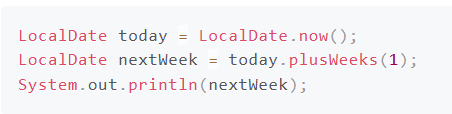 LocalDate today = LocalDate.now();
LocalDate nextWeek = today.plusWeeks(1);
System.out.println(nextWeek);